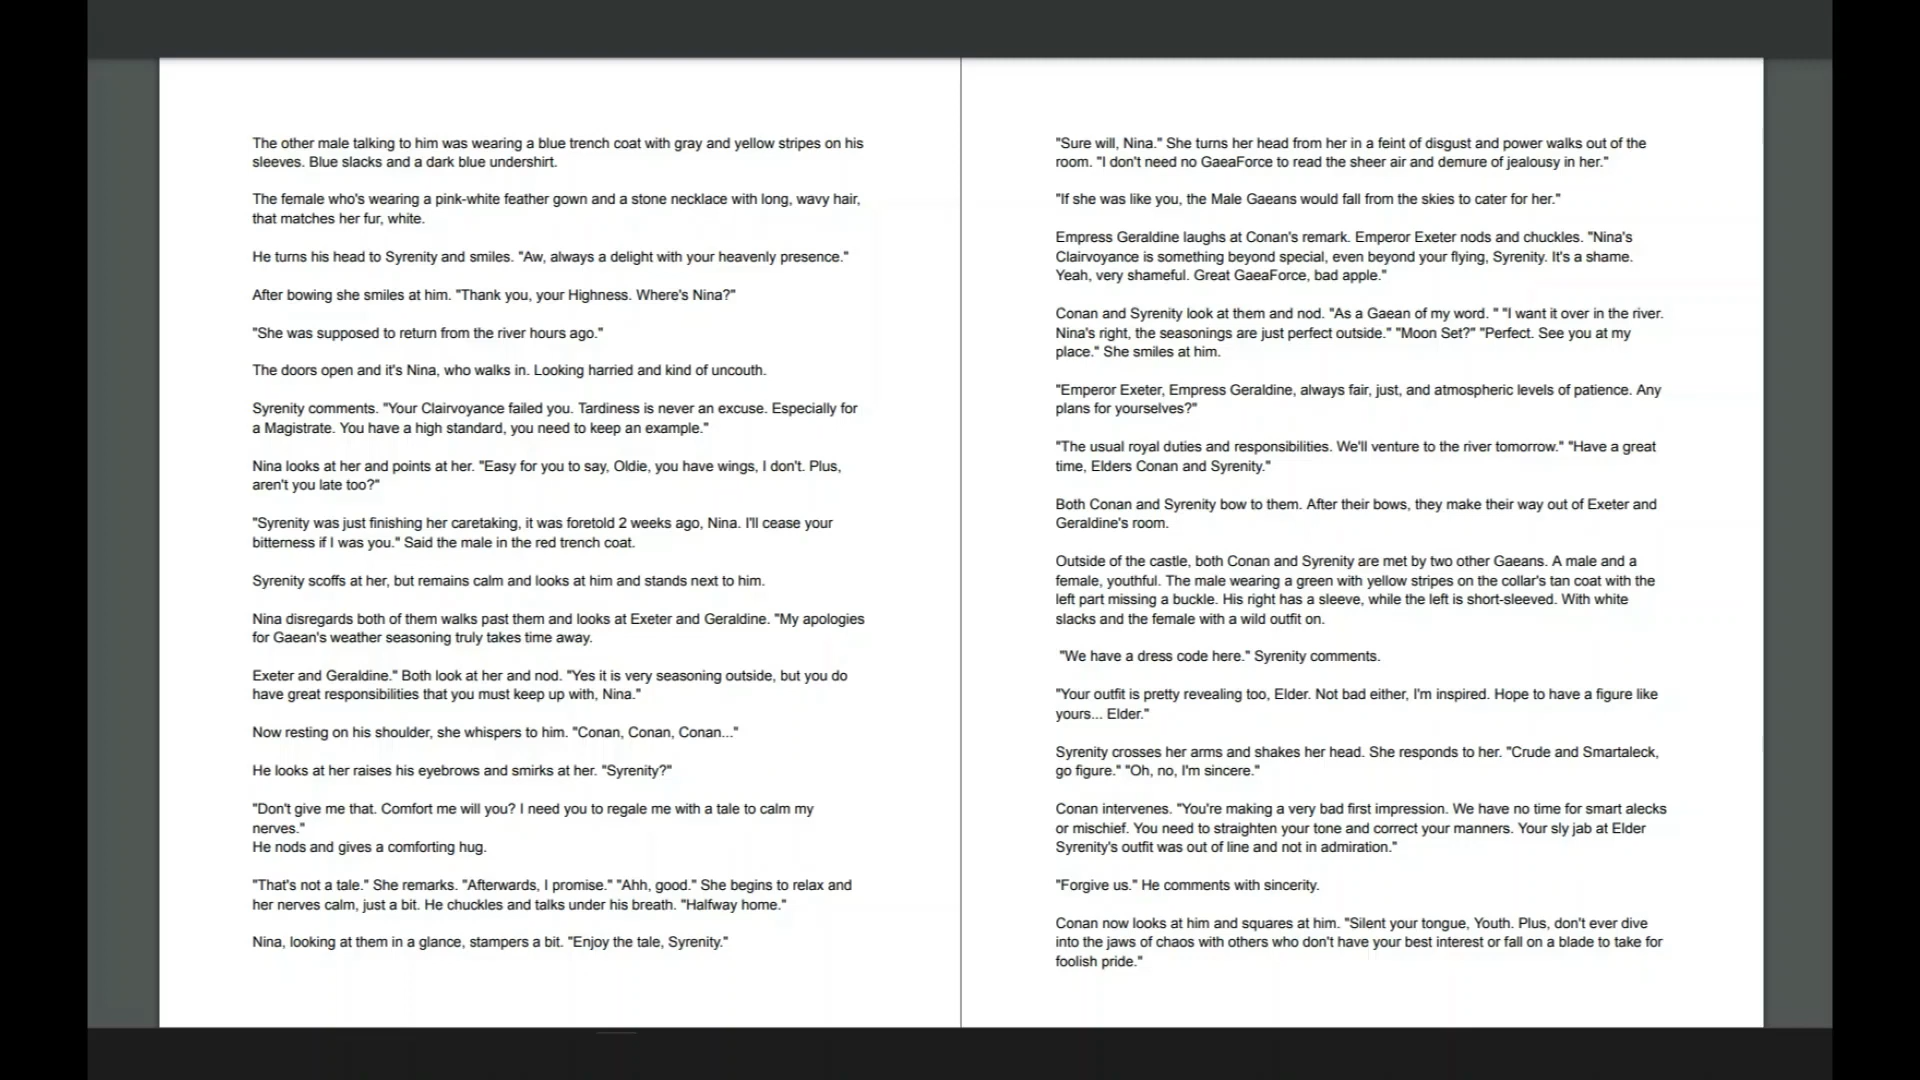 The other male talking to him was wearing a blue trench coat with gray and yellow stripes on his
sleeves. Blue slacks and a dark blue undershirt.
The female who's wearing a pink-white feather gown and a stone necklace with long, wavy hair,
that matches her fur, white.
He turns his head to Syrenity and smiles. "Aw, always a delight with your heavenly presence."
After bowing she smiles at him. "Thank you, your Highness. Where's Nina?"
"She was supposed to return from the river hours ago."
The doors open and it's Nina, who walks in. Looking harried and kind of uncouth.
Syrenity comments. "Your Clairvoyance failed you. Tardiness is never an excuse. Especially for
a Magistrate. You have a high standard, you need to keep an example."
Nina looks at her and points at her. "Easy for you to say, Oldie, you have wings, I don't. Plus,
aren't you late too?"
"Syrenity was just finishing her caretaking, it was foretold 2 weeks ago, Nina. I'll cease your
bitterness if I was you." Said the male in the red trench coat.
Syrenity scoffs at her, but remains calm and looks at him and stands next to him.
Nina disregards both of them walks past them and looks at Exeter and Geraldine. "My apologies
for Gaean's weather seasoning truly takes time away.
Exeter and Geraldine." Both look at her and nod. "Yes it is very seasoning outside, but you do
have great responsibilities that you must keep up with, Nina."
Now resting on his shoulder, she whispers to him. "Conan, Conan, Conan..."
He looks at her raises his eyebrows and smirks at her. "Syrenity?"
"Don't give me that. Comfort me will you? I need you to regale me with a tale to calm my
nerves."
He nods and gives a comforting hug.
"That's not a tale." She remarks. "Afterwards, I promise." "Ahh, good." She begins to relax and
her nerves calm, just a bit. He chuckles and talks under his breath. "Halfway home."
Nina, looking at them in a glance, stampers a bit. "Enjoy the tale, Syrenity."
"Sure will, Nina." She turns her head from her in a feint of disgust and power walks out of the
room. "I don't need no GaeaForce to read the sheer air and demure of jealousy in her."
"If she was like you, the Male Gaeans would fall from the skies to cater for her."
Empress Geraldine laughs at Conan's remark. Emperor Exeter nods and chuckles. "Nina's
Clairvoyance is something beyond special, even beyond your flying, Syrenity. It's a shame.
Yeah, very shameful. Great GaeaForce, bad apple."
Conan and Syrenity look at them and nod. "As a Gaean of my word. " "I want it over in the river.
Nina's right, the seasonings are just perfect outside." "Moon Set?" "Perfect. See you at my
place." She smiles at him.
"Emperor Exeter, Empress Geraldine, always fair, just, and atmospheric levels of patience. Any
plans for yourselves?"
"The usual royal duties and responsibilities. We'll venture to the river tomorrow." "Have a great
time, Elders Conan and Syrenity."
Both Conan and Syrenity bow to them. After their bows, they make their way out of Exeter and
Geraldine's room.
Outside of the castle, both Conan and Syrenity are met by two other Gaeans. A male and a
female, youthful. The male wearing a green with yellow stripes on the collar's tan coat with the
left part missing a buckle. His right has a sleeve, while the left is short-sleeved. With white
slacks and the female with a wild outfit on.
"We have a dress code here." Syrenity comments.
"Your outfit is pretty revealing too, Elder. Not bad either, I'm inspired. Hope to have a figure like
yours... Elder."
Syrenity crosses her arms and shakes her head. She responds to her. "Crude and Smartaleck,
go figure." "Oh, no, I'm sincere."
Conan intervenes. "You're making a very bad first impression. We have no time for smart alecks
or mischief. You need to straighten your tone and correct your manners. Your sly jab at Elder
Syrenity's outfit was out of line and not in admiration."
"Forgive us." He comments with sincerity.
Conan now looks at him and squares at him. "Silent your tongue, Youth. Plus, don't ever dive
into the jaws of chaos with others who don't have your best interest or fall on a blade to take for
foolish pride."